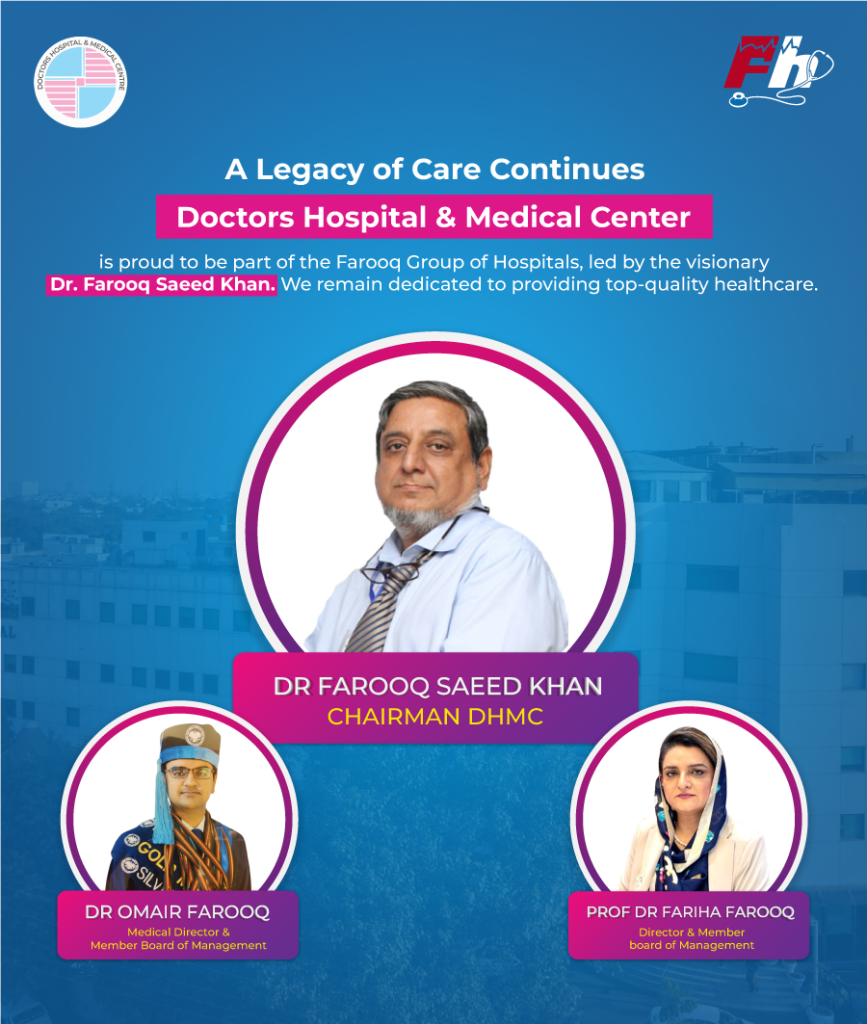 DOCTORS HOSPITAL & MEDICAL CENTRE
Fh
A Legacy of Care Continues
Doctors Hospital & Medical Center
is proud to be part of the Farooq Group of Hospitals, led by the visionary
Dr. Farooq Saeed Khan. We remain dedicated to providing top-quality healthcare.
DR FAROOQ SAEED KHAN
CHAIRMAN DHMC
GOLD
SILV
DR OMAIR FAROOQ
Medical Director &
Member Board of Management
PROF DR FARIHA FAROOQ
Director & Member
board of Management